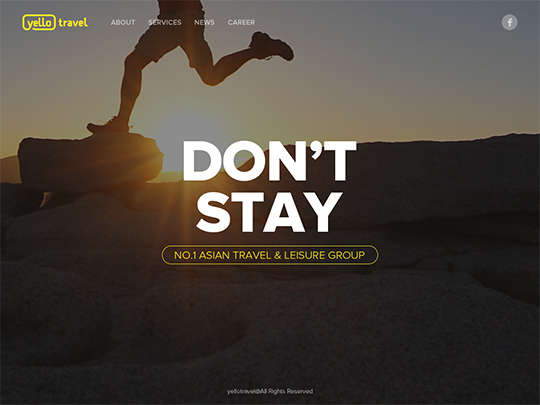 yello travel
ABOUT SERVICES NEWS CAREER
f
DON'T
STAY
NO.1 ASIAN TRAVEL & LEISURE GROUP
yellotravel@All Rights Reserved